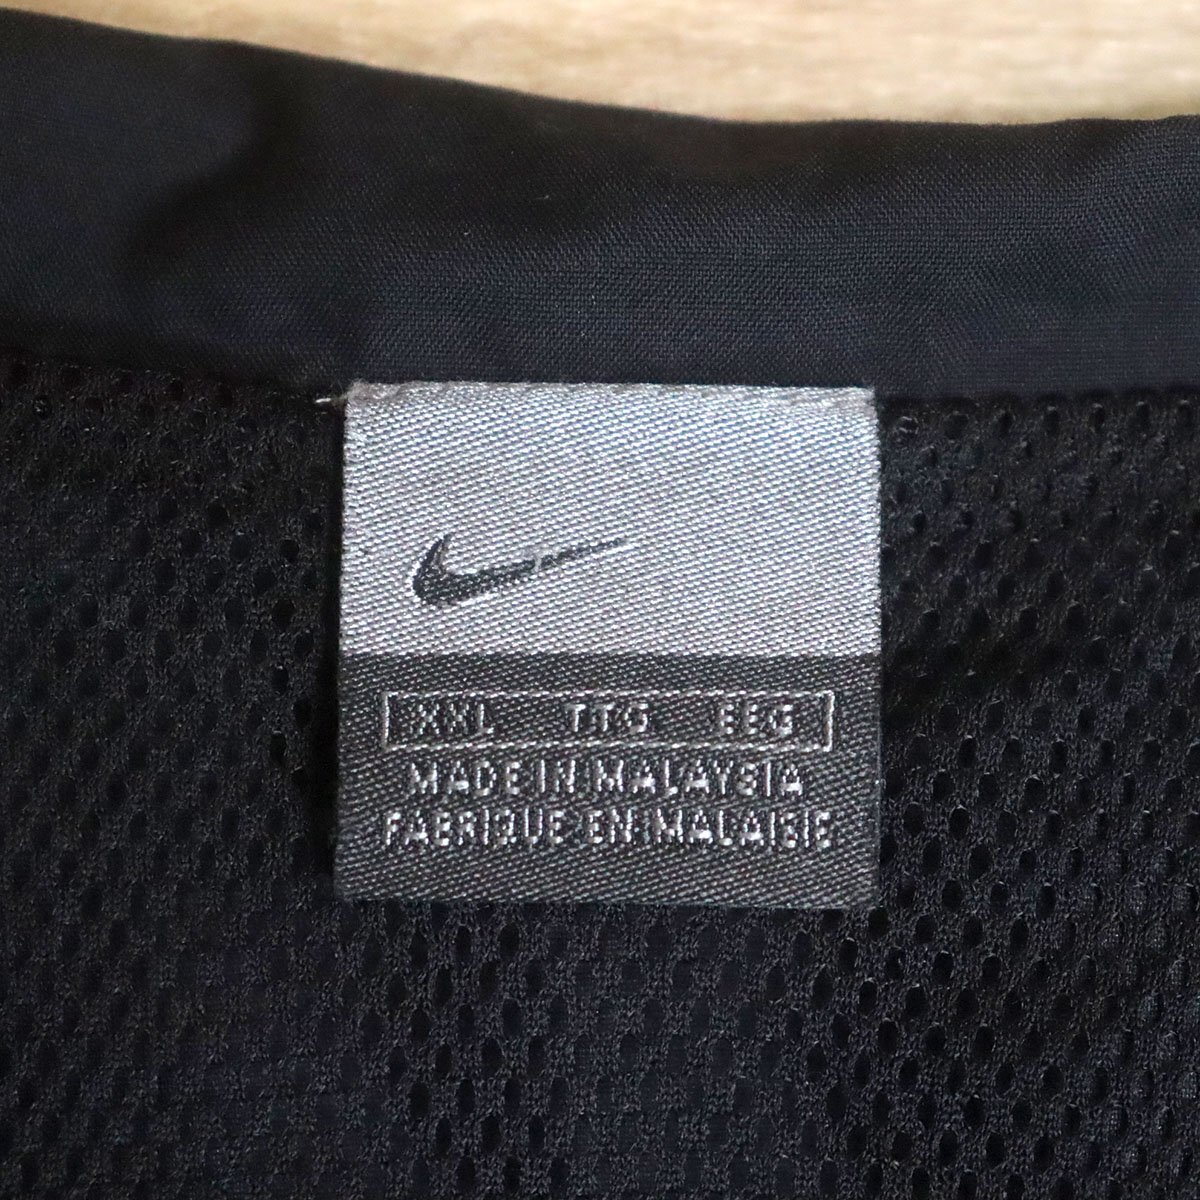 XXL TTG EEG
MADE IN MALAYSIA
FABRIQUE EN MALAISIE